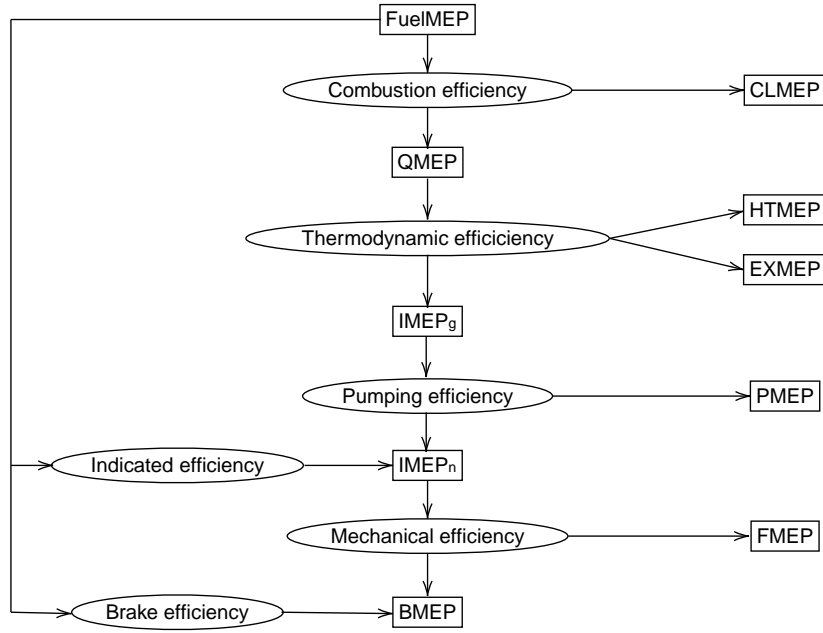 FuelMEP
Combustion efficiency
CLMEP
QMEP
HTMEP
Thermodynamic efficiciency
EXMEP
IMEPg
Pumping efficiency
PMEP
Indicated efficiency
IMEPn
Mechanical efficiency
FMEP
Brake efficiency
BMEP